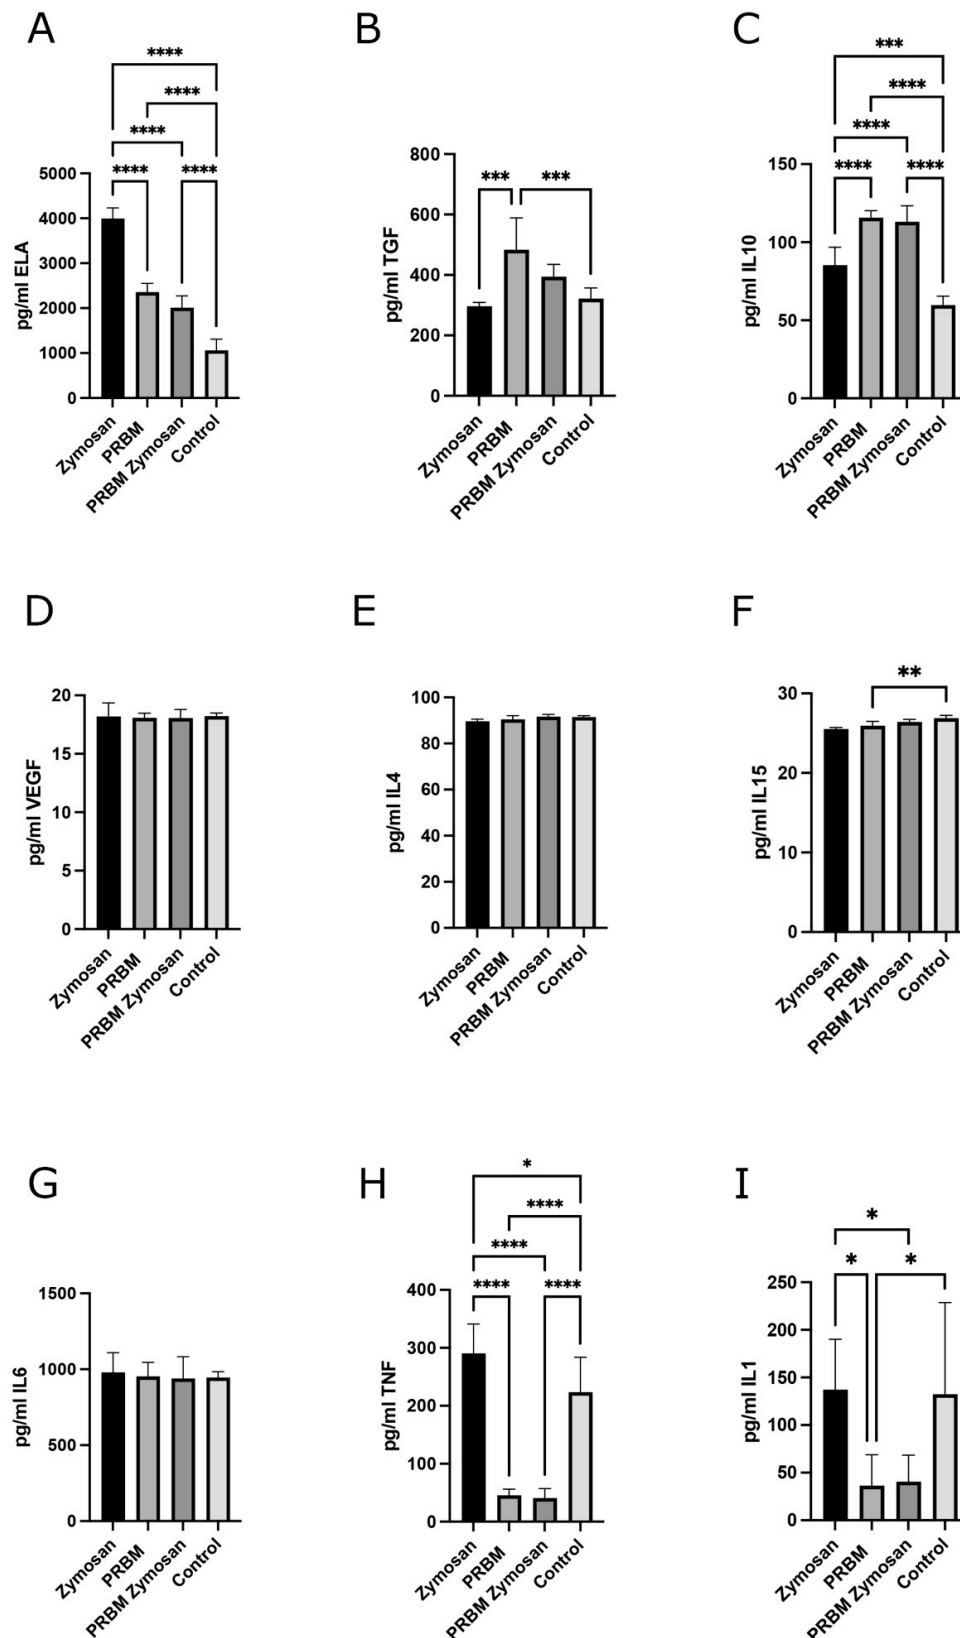 A
****
****
****
****
****
pg/ml ELA
5000
4000
3000
2000
1000
0
Zymosan
PRBM
PRBM Zymosan
Control
B
***
***
pg/ml TGF
800
600
400
200
0
Zymosan
PRBM
PRBM Zymosan
Control
C
***
****
****
****
****
pg/ml IL10
150
100
50
0
Zymosan
PRBM
PRBM Zymosan
Control
D
pg/ml VEGF
20
15
10
5
0
Zymosan
PRBM
PRBM Zymosan
Control
E
pg/ml IL4
100
80
60
40
20
0
Zymosan
PRBM
PRBM Zymosan
Control
F
**
pg/ml IL15
30
20
10
0
Zymosan
PRBM
PRBM Zymosan
Control
G
pg/ml IL6
1500
1000
500
0
Zymosan
PRBM
PRBM Zymosan
Control
H
*
****
****
****
****
pg/ml TNF
400
300
200
100
0
Zymosan
PRBM
PRBM Zymosan
Control
I
*
*
*
pg/ml IL1
250
200
150
100
50
0
Zymosan
PRBM
PRBM Zymosan
Control